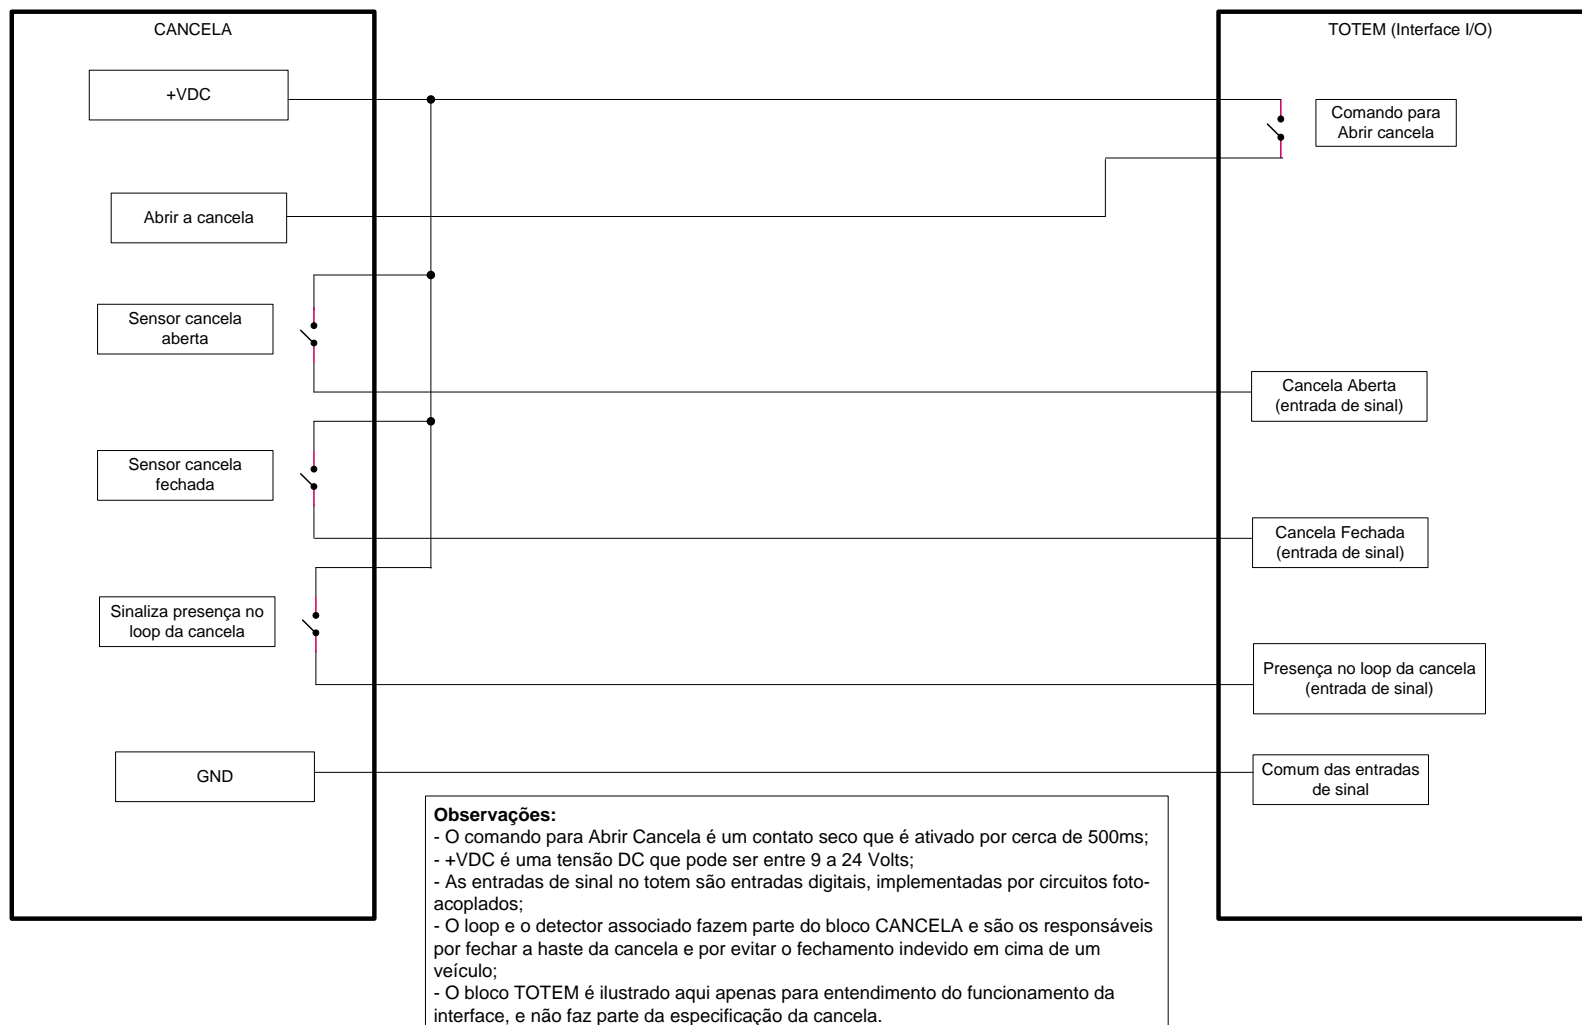 CANCELA
TOTEM (Interface I/O)
+VDC
Comando para
Abrir cancela
Abrir a cancela
Sensor cancela
aberta
Cancela Aberta
(entrada de sinal)
Sensor cancela
fechada
Cancela Fechada
(entrada de sinal)
Sinaliza presença no
loop da cancela
Presença no loop da cancela
(entrada de sinal)
GND
Comum das entradas
de sinal
Observações:
- O comando para Abrir Cancela é um contato seco que é ativado por cerca de 500ms;
- +VDC é uma tensão DC que pode ser entre 9 a 24 Volts;
- As entradas de sinal no totem são entradas digitais, implementadas por circuitos foto-
acoplados;
- O loop e o detector associado fazem parte do bloco CANCELA e são os responsáveis
por fechar a haste da cancela e por evitar o fechamento indevido em cima de um
veículo;
- O bloco TOTEM é ilustrado aqui apenas para entendimento do funcionamento da
interface, e não faz parte da especificação da cancela.